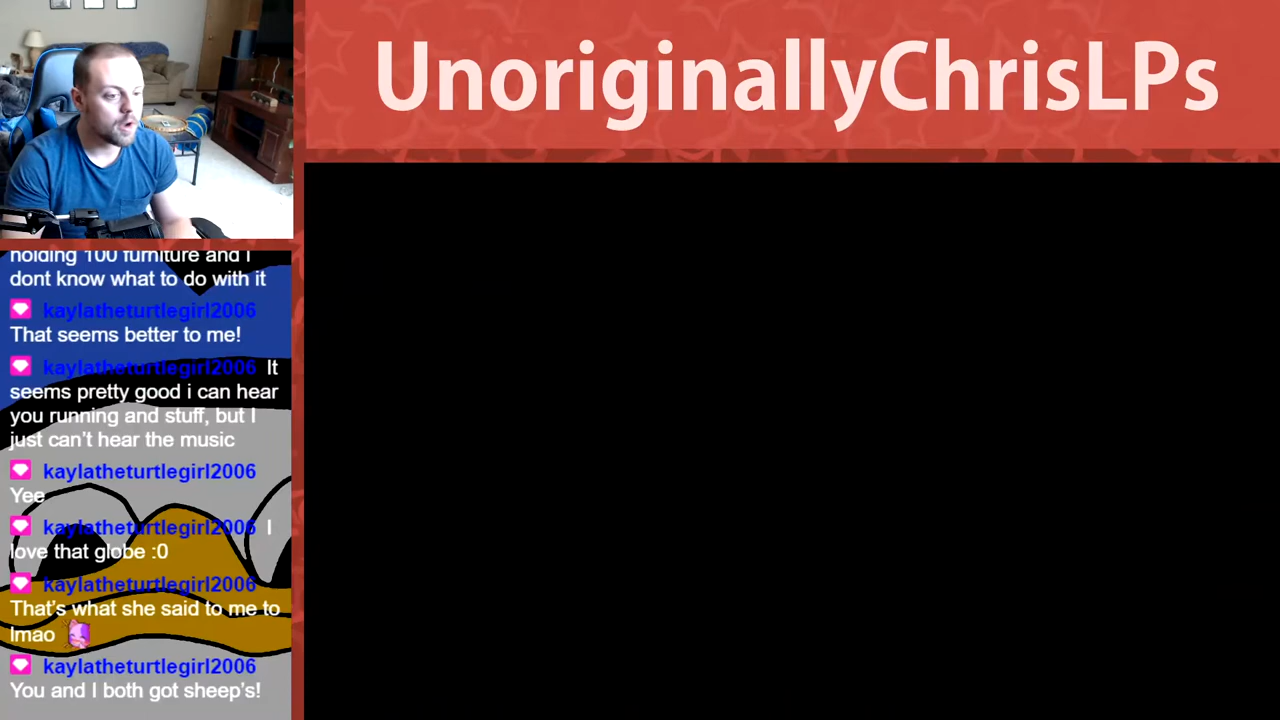 UnoriginallyChrisLPs
holding 100 furniture and I
dont know what to do with it
kaylatheturtlegirl2006
That seems better to me!
kaylatheturtlegirl2006 It
seems pretty good i can hear
you running and stuff, but I
just can't hear the music
kaylatheturtlegirl2006
Yee
kaylatheturtlegirl2006 I
love that globe :0
kaylatheturtlegirl2006
That's what she said to me to
lmao
kaylatheturtlegirl2006
You and I both got sheep's!